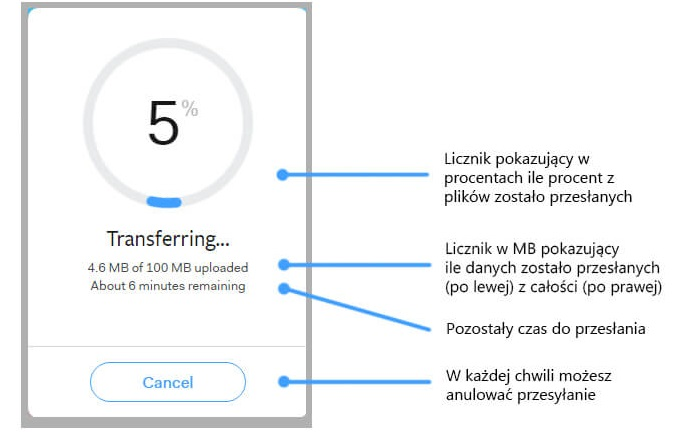 5%
Transferring...
4.6 MB of 100 MB uploaded
About 6 minutes remaining
Cancel
Licznik pokazujący w
procentach ile procent z
plików zostało przesłanych
Licznik w MB pokazujący
ile danych zostało przesłanych
(po lewej) z całości (po prawej)
Pozostały czas do przesłania
W każdej chwili możesz
anulować przesyłanie